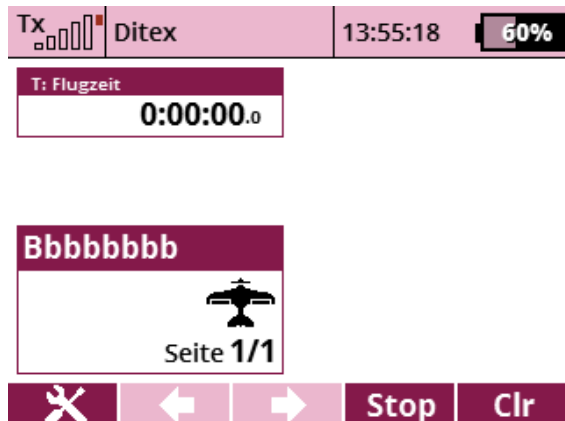 Tx Ditex 13:55:18 60%
T: Flugzeit
0:00:00.0
Bbbbbbbb
Seite 1/1
Stop Clr